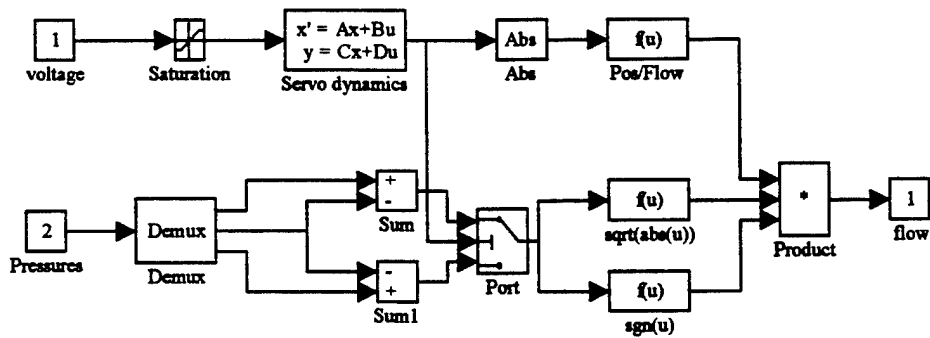 1
voltage
Saturation
x' = Ax+Bu
y = Cx+Du
Servo dynamics
Abs
Abs
f(u)
Pos/Flow
2
Pressures
Demux
Demux
+
-
Sum
-
+
Sum1
Port
f(u)
sqrt(abs(u))
f(u)
sgn(u)
*
Product
1
flow